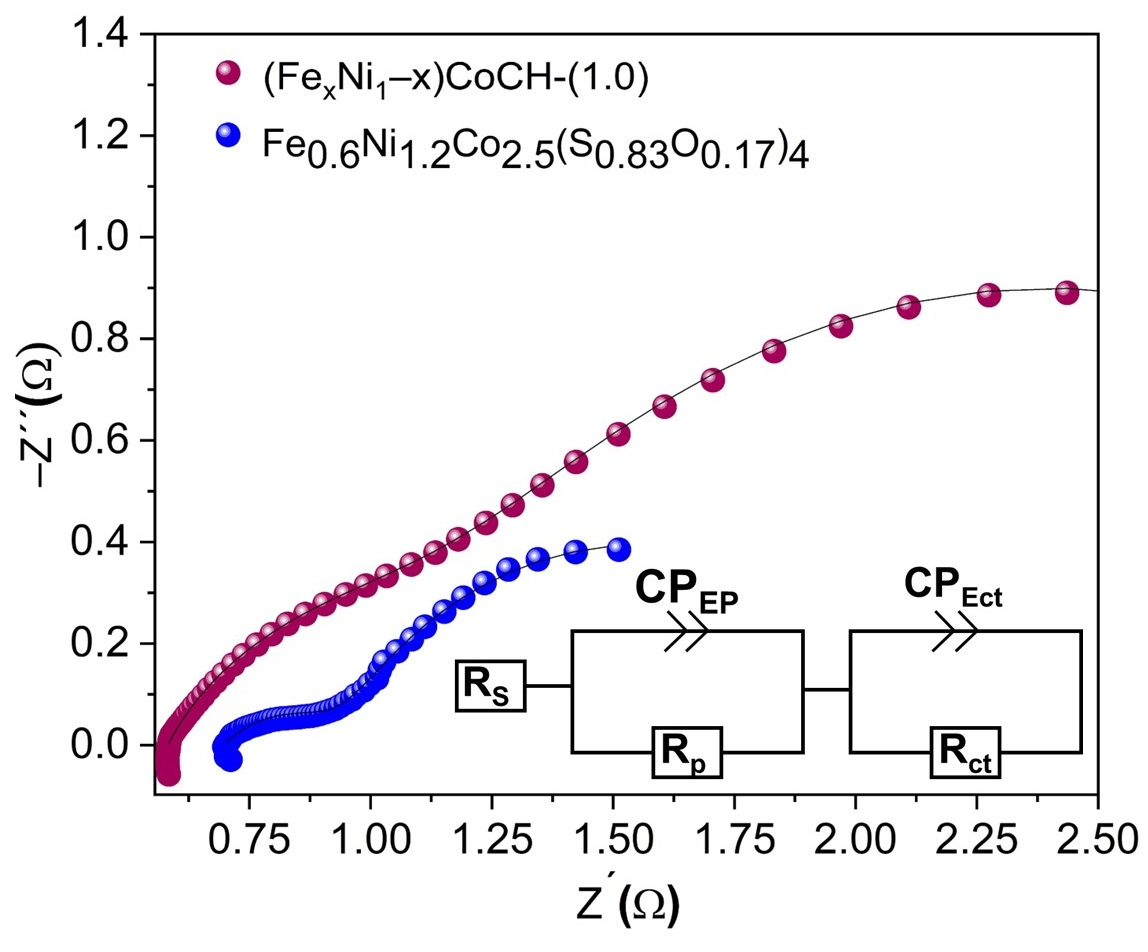 1.4
1.2
1.0
0.8
0.6
0.4
0.2
0.0
–Z´´(Ω)
(FexNi1–x)CoCH-(1.0)
Fe0.6Ni1.2Co2.5(S0.83O0.17)4
CPEP
CPEct
RS
Rp
Rct
0.75 1.00 1.25 1.50 1.75 2.00 2.25 2.50
Z´(Ω)